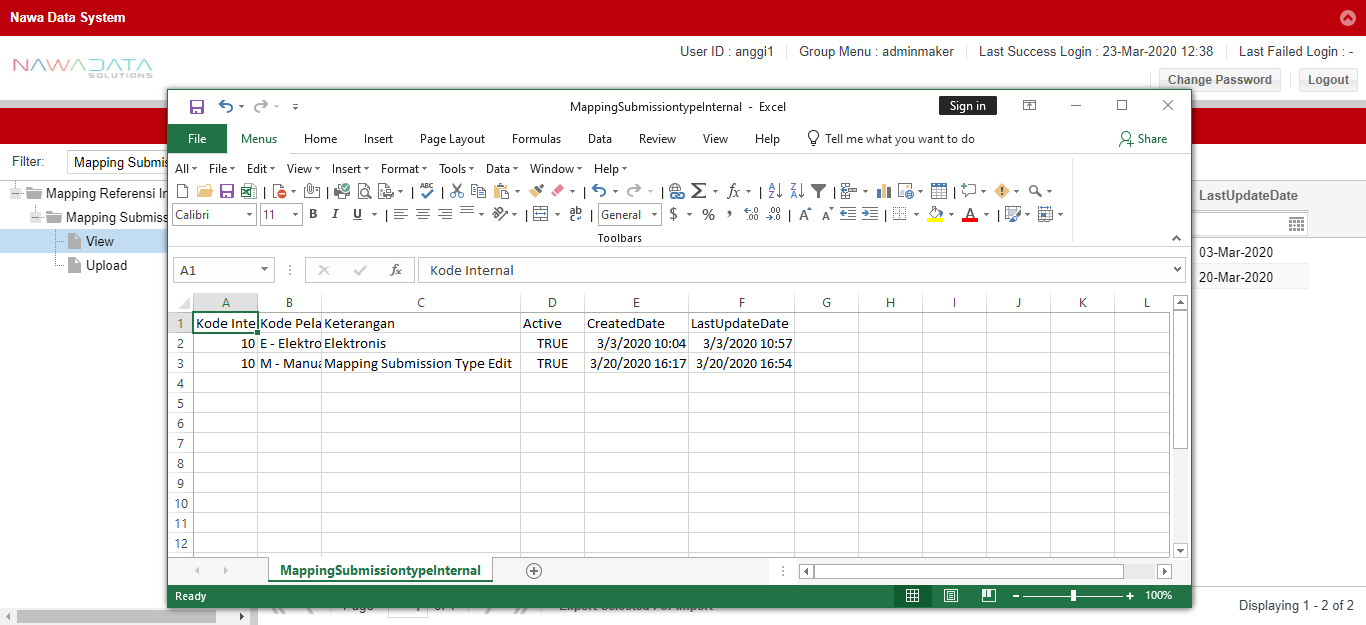 Nawa Data System
User ID : anggi1 Group Menu : adminmaker Last Success Login : 23-Mar-2020 12:38 Last Failed Login : -
NAWADATA
SOLUTIONS
Change Password Logout
MappingSubmissiontypeInternal - Excel
Sign in
File Menus Home Insert Page Layout Formulas Data Review View Help Tell me what you want to do Share
Filter: Mapping Submis
All File Edit View Insert Format Tools Data Window Help
Mapping Referensi In
Mapping Submiss
View
Upload
LastUpdateDate
03-Mar-2020
20-Mar-2020
Calibri 11 B I U General $ % ,
Toolbars
A1 fx Kode Internal
A B C D E F G H I J K L
1 Kode Inte Kode Pela Keterangan Active CreatedDate LastUpdateDate
2 10 E - Elektro Elektronis TRUE 3/3/2020 10:04 3/3/2020 10:57
3 10 M - Manua Mapping Submission Type Edit TRUE 3/20/2020 16:17 3/20/2020 16:54
4
5
6
7
8
9
10
11
12
MappingSubmissiontypeInternal
Ready 100%
Displaying 1 - 2 of 2